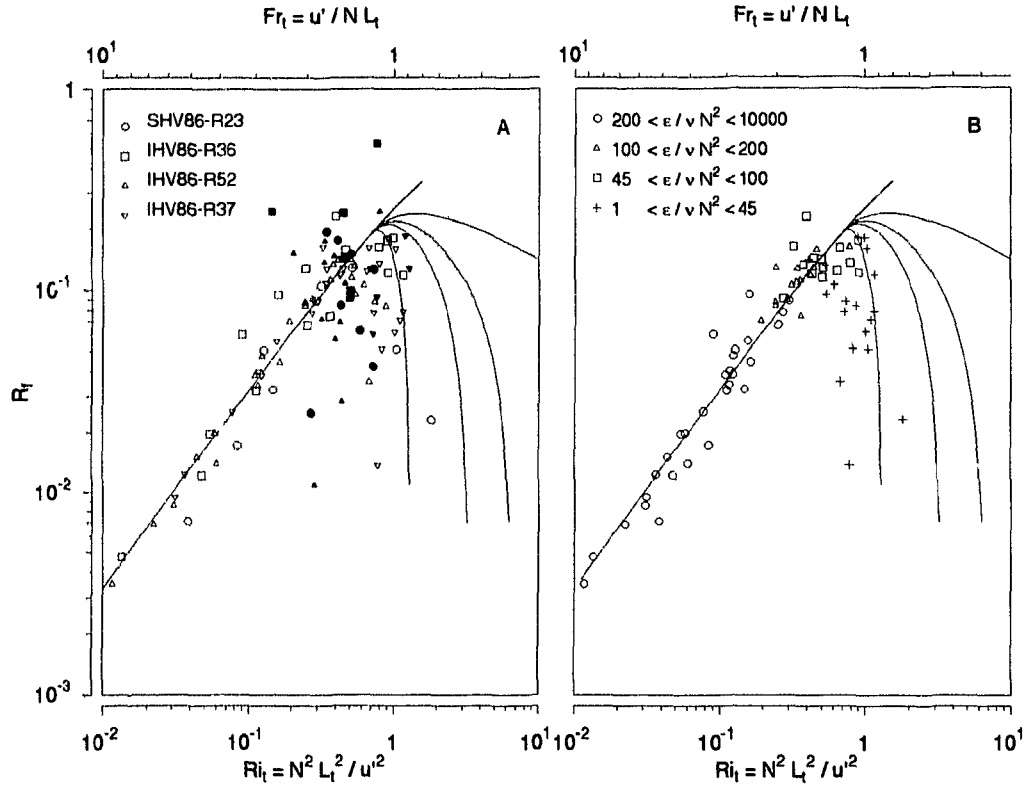 Fr_t = u' / N L_t
Fr_t = u' / N L_t
10^1
1
10^1
1
1
10^-1
10^-2
10^-3
R_f
A
SHV86-R23
IHV86-R36
IHV86-R52
IHV86-R37
B
200 < ε / ν N^2 < 10000
100 < ε / ν N^2 < 200
45 < ε / ν N^2 < 100
1 < ε / ν N^2 < 45
10^-2
10^-1
1
10^1
10^-2
10^-1
1
10^1
Ri_t = N^2 L_t^2 / u'^2
Ri_t = N^2 L_t^2 / u'^2